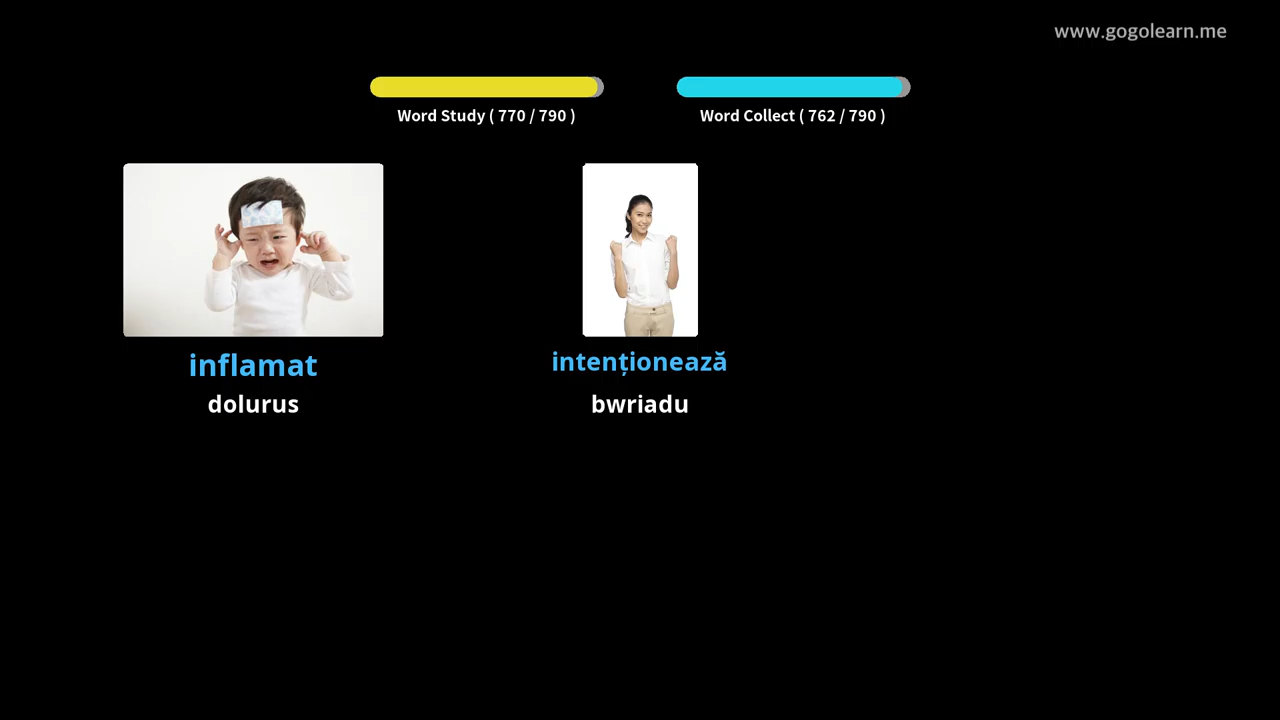 www.gogolearn.me
Word Study ( 770 / 790 )
Word Collect ( 762 / 790 )
inflamat
intenționează
dolurus
bwriadu